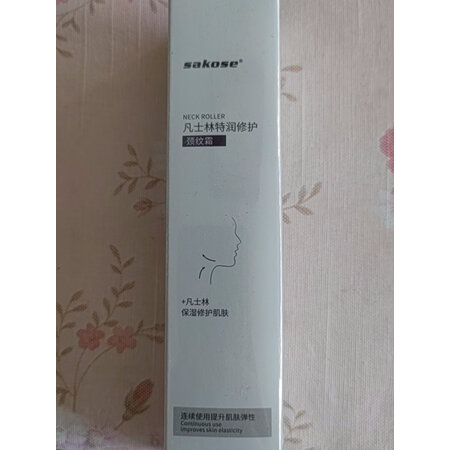 sakose®
NECK ROLLER
凡士林特润修护
颈纹霜
+凡士林
保湿修护肌肤
连续使用提升肌肤弹性
Continuous use
improves skin elasticity